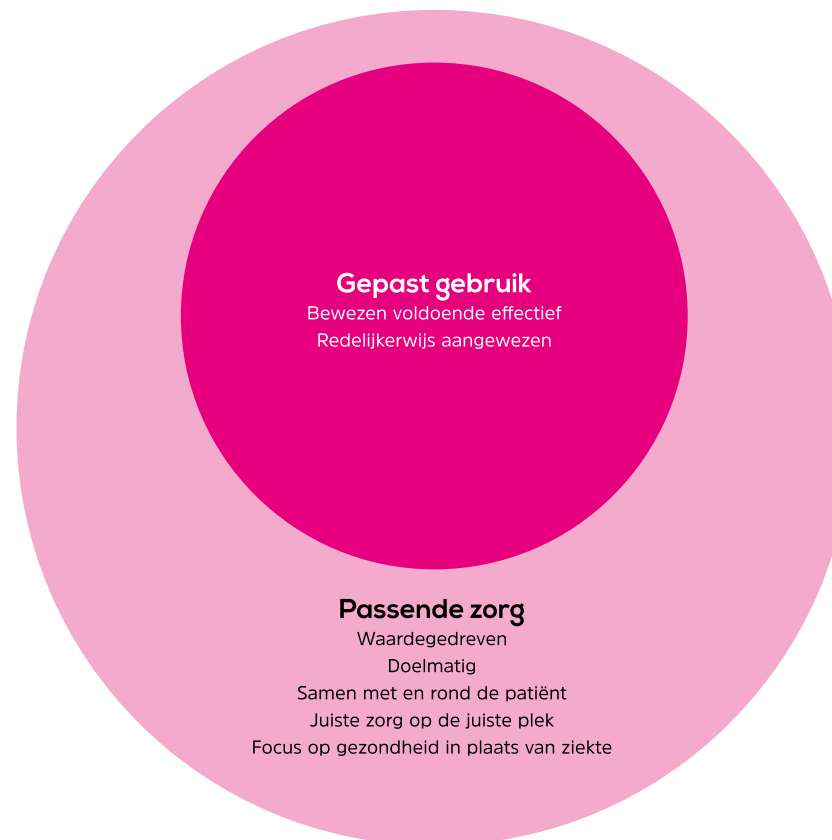 Gepast gebruik
Bewezen voldoende effectief
Redelijkerwijs aangewezen
Passende zorg
Waardegedreven
Doelmatig
Samen met en rond de patiënt
Juiste zorg op de juiste plek
Focus op gezondheid in plaats van ziekte